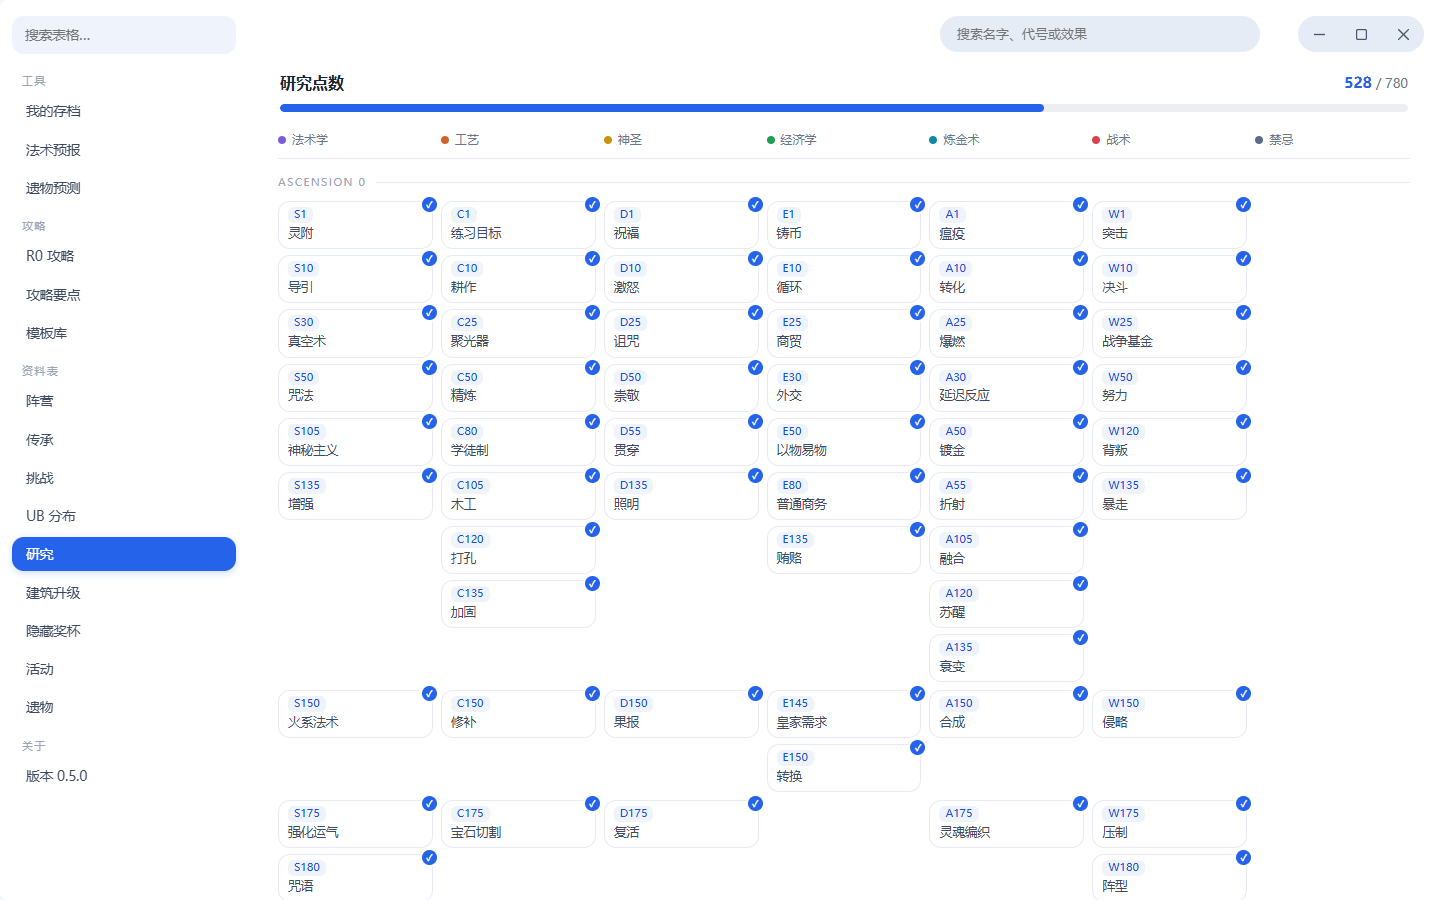 搜索表格...
搜索名字、代号或效果
工具
我的存档
法术预报
遗物预测
攻略
R0 攻略
攻略要点
模板库
资料表
阵营
传承
挑战
UB 分布
研究
建筑升级
隐藏奖杯
活动
遗物
关于
版本 0.5.0
研究点数
528 / 780
法术学 工艺 神圣 经济学 炼金术 战术 禁忌
ASCENSION 0
S1 C1 D1 E1 A1 W1
灵附 练习目标 祝福 铸币 瘟疫 突击
S10 C10 D10 E10 A10 W10
导引 耕作 激怒 循环 转化 决斗
S30 C25 D25 E25 A25 W25
真空术 聚光器 诅咒 商贸 爆燃 战争基金
S50 C50 D50 E30 A30 W50
咒法 精炼 崇敬 外交 延迟反应 努力
S105 C80 D55 E50 A50 W120
神秘主义 学徒制 贯穿 以物易物 镀金 背叛
S135 C105 D135 E80 A55 W135
增强 木工 照明 普通商务 折射 暴走
C120 E135 A105
打孔 贿赂 融合
C135 A120
加固 苏醒
A135
衰变
S150 C150 D150 E145 A150 W150
火系法术 修补 果报 皇家需求 合成 侵略
E150
转换
S175 C175 D175 A175 W175
强化运气 宝石切割 复活 灵魂编织 压制
S180 W180
咒语 阵型